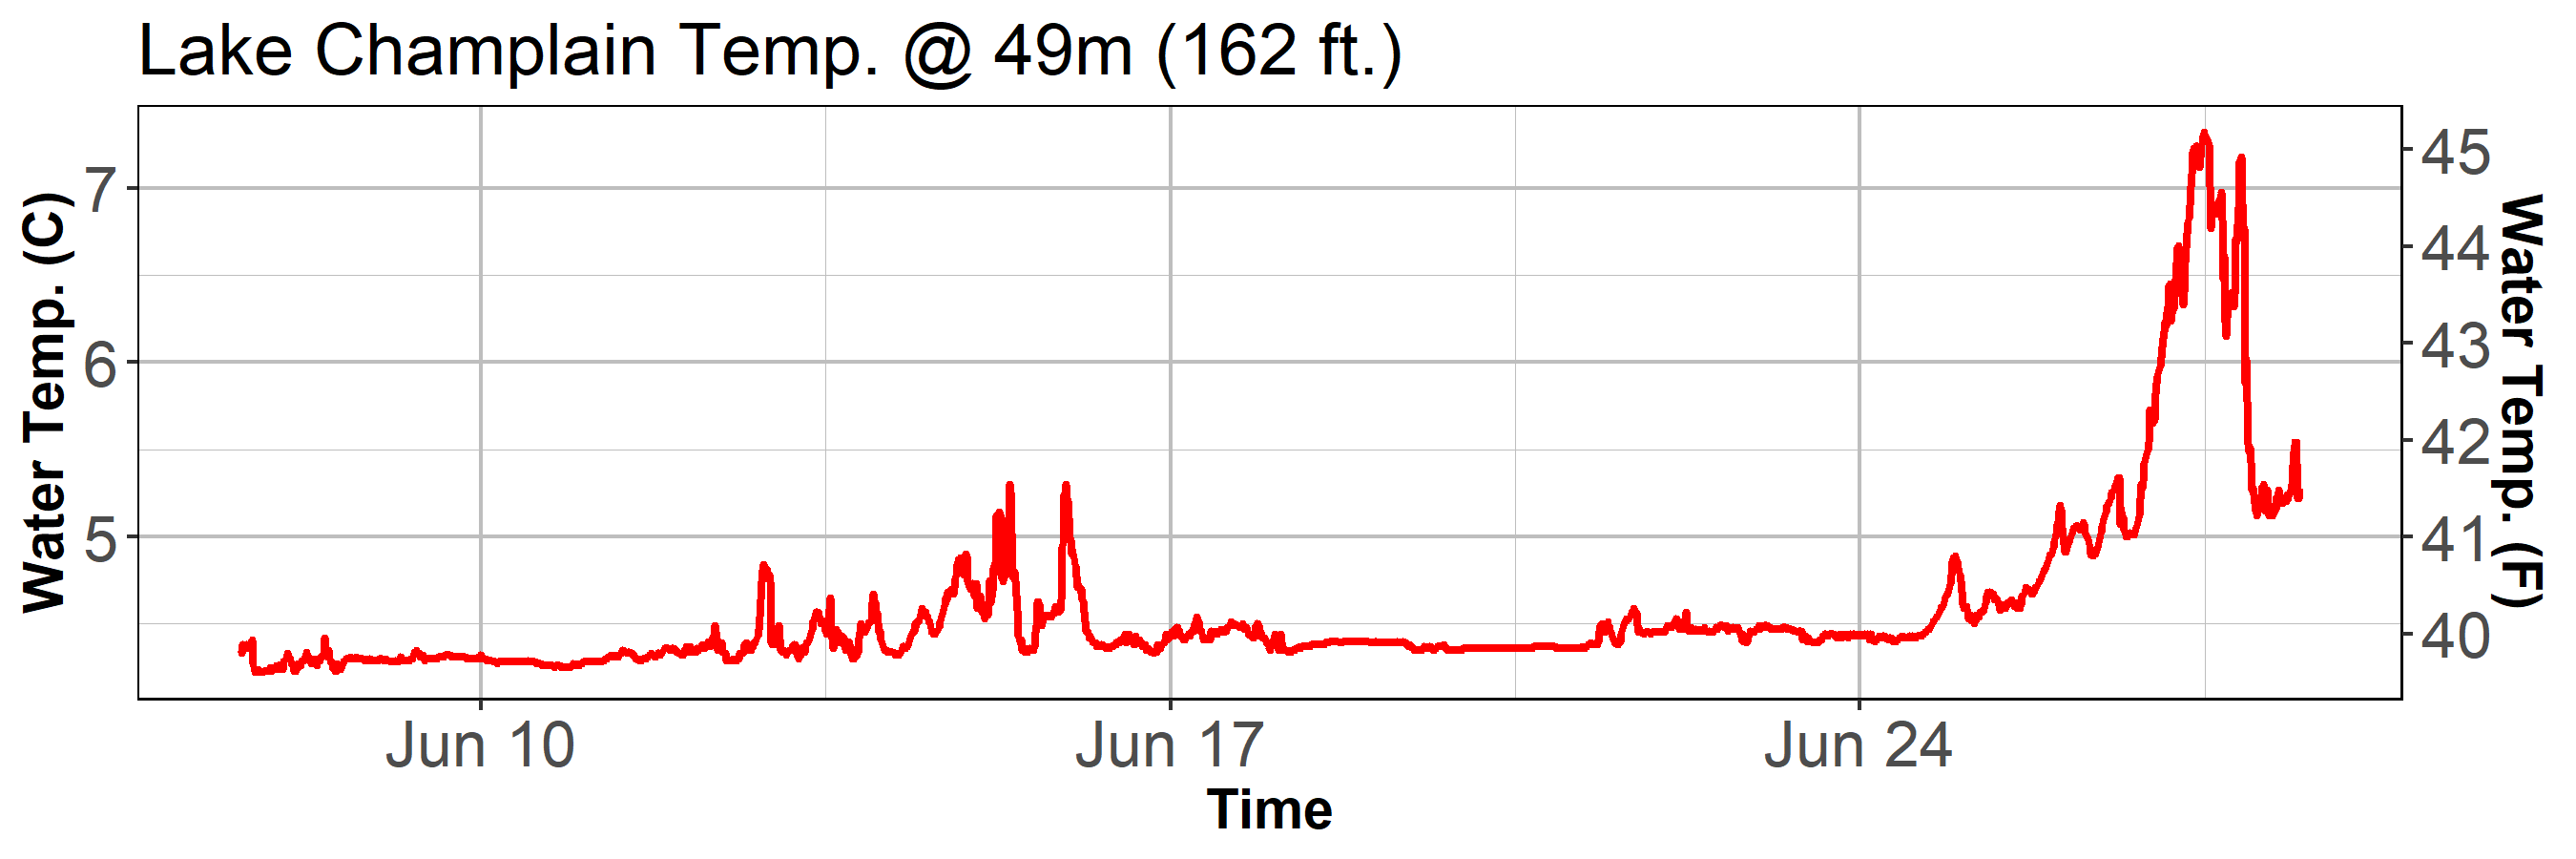 Lake Champlain Temp. @ 49m (162 ft.)
Water Temp. (C)
7
6
5
45
44
43
42
41
40
Water Temp. (F)
Jun 10
Jun 17
Jun 24
Time